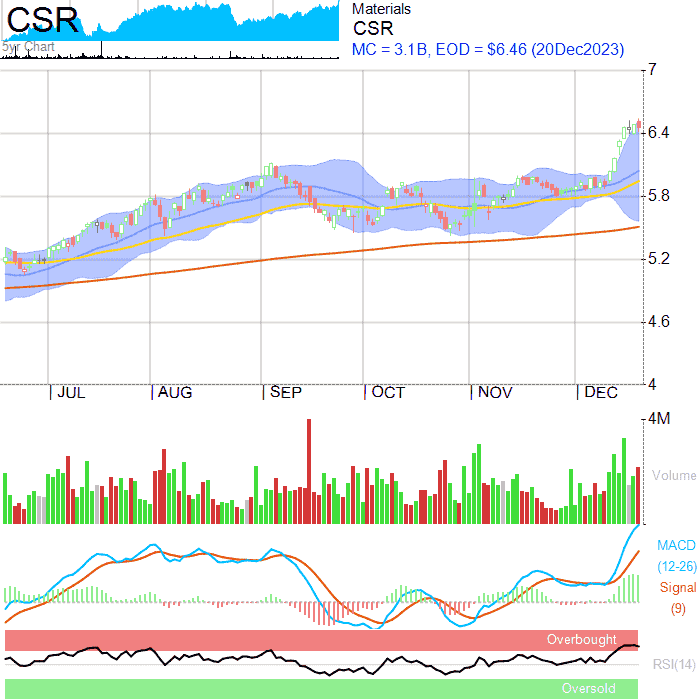 CSR
5yr Chart
Materials
CSR
MC = 3.1B, EOD = $6.46 (20Dec2023)
7
6.4
5.8
5.2
4.6
4
JUL AUG SEP OCT NOV DEC
4M
Volume
MACD
(12-26)
Signal
(9)
Overbought
RSI(14)
Oversold